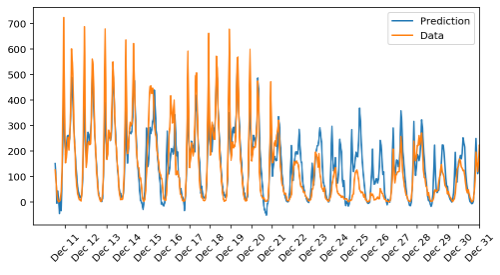 Prediction
Data
700
600
500
400
300
200
100
0
Dec 11
Dec 12
Dec 13
Dec 14
Dec 15
Dec 16
Dec 17
Dec 18
Dec 19
Dec 20
Dec 21
Dec 22
Dec 23
Dec 24
Dec 25
Dec 26
Dec 27
Dec 28
Dec 29
Dec 30
Dec 31